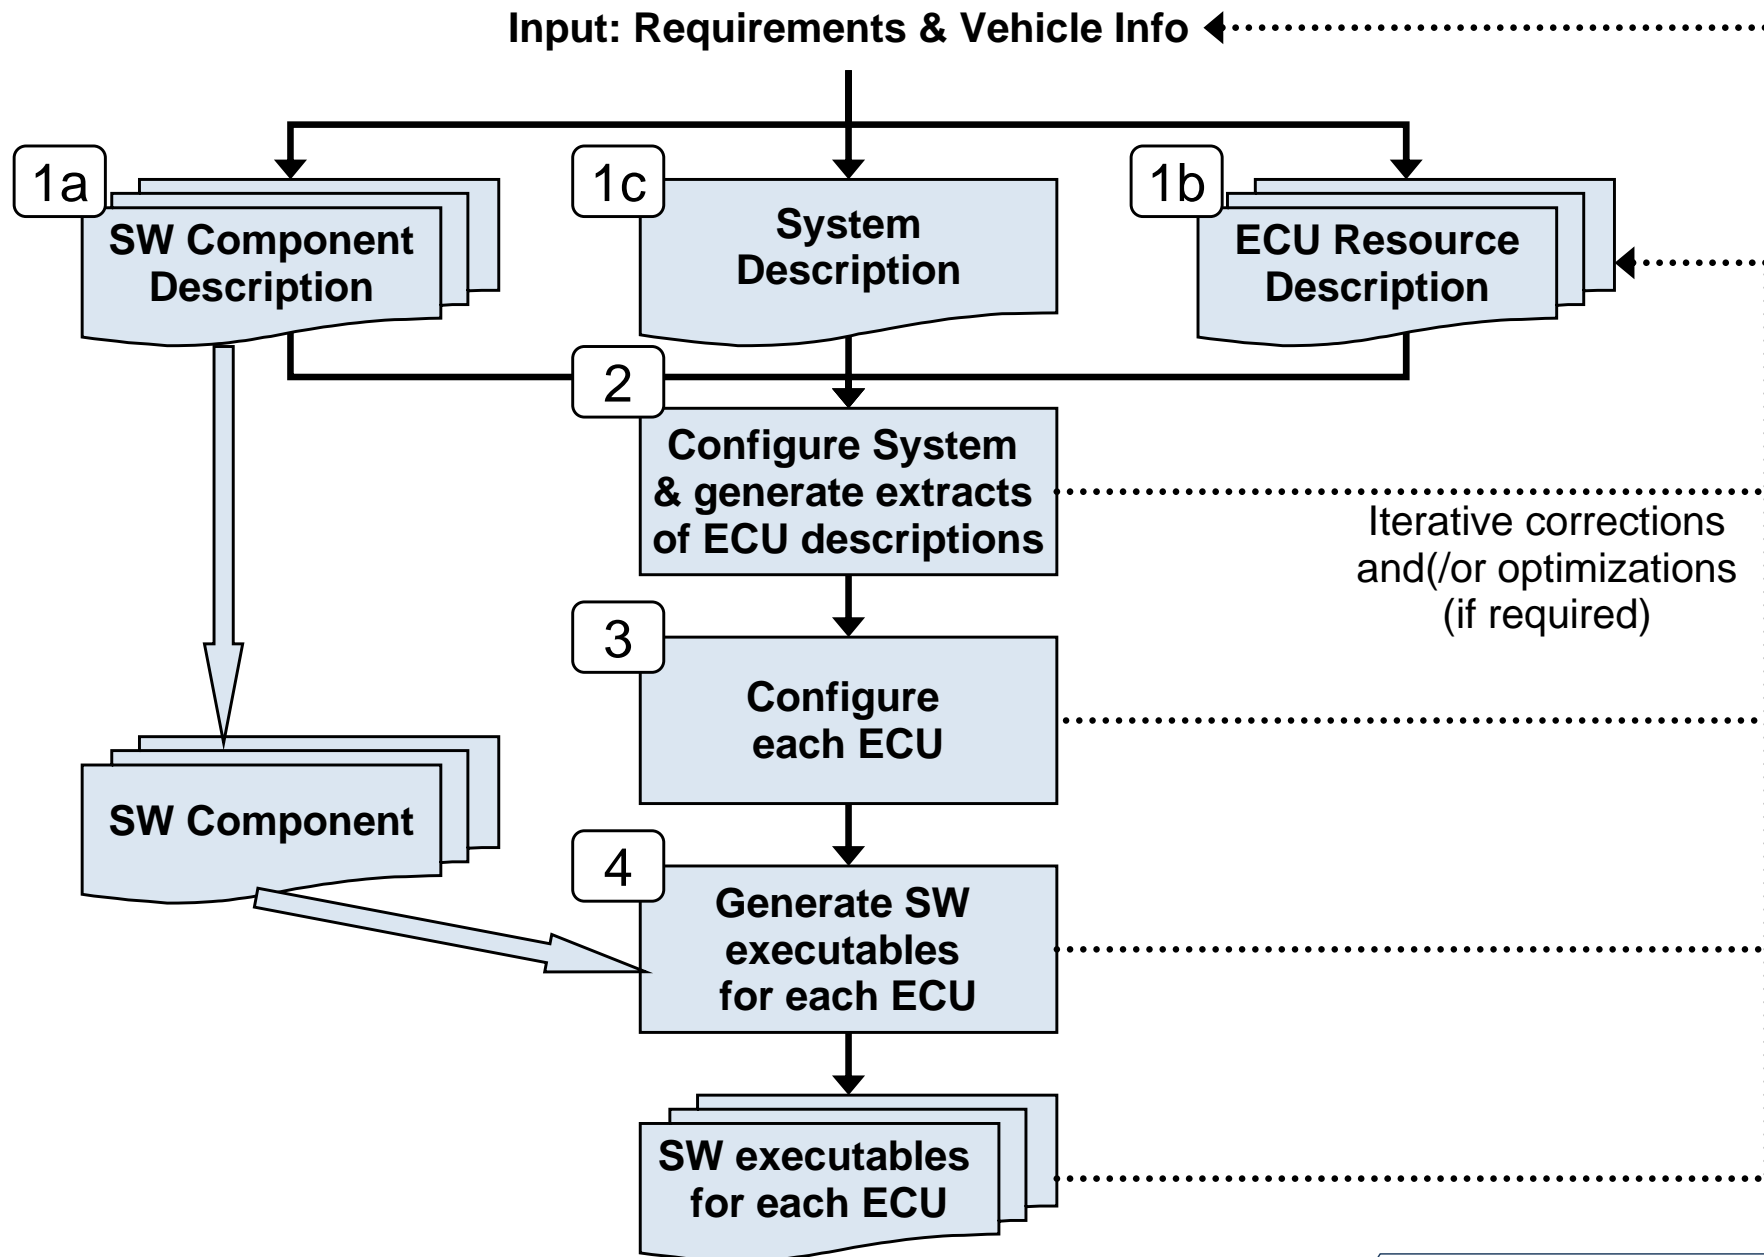 Input: Requirements & Vehicle Info
1a
SW Component
Description
1c
System
Description
1b
ECU Resource
Description
2
Configure System
& generate extracts
of ECU descriptions
Iterative corrections
and(/or optimizations
(if required)
3
Configure
each ECU
SW Component
4
Generate SW
executables
for each ECU
SW executables
for each ECU